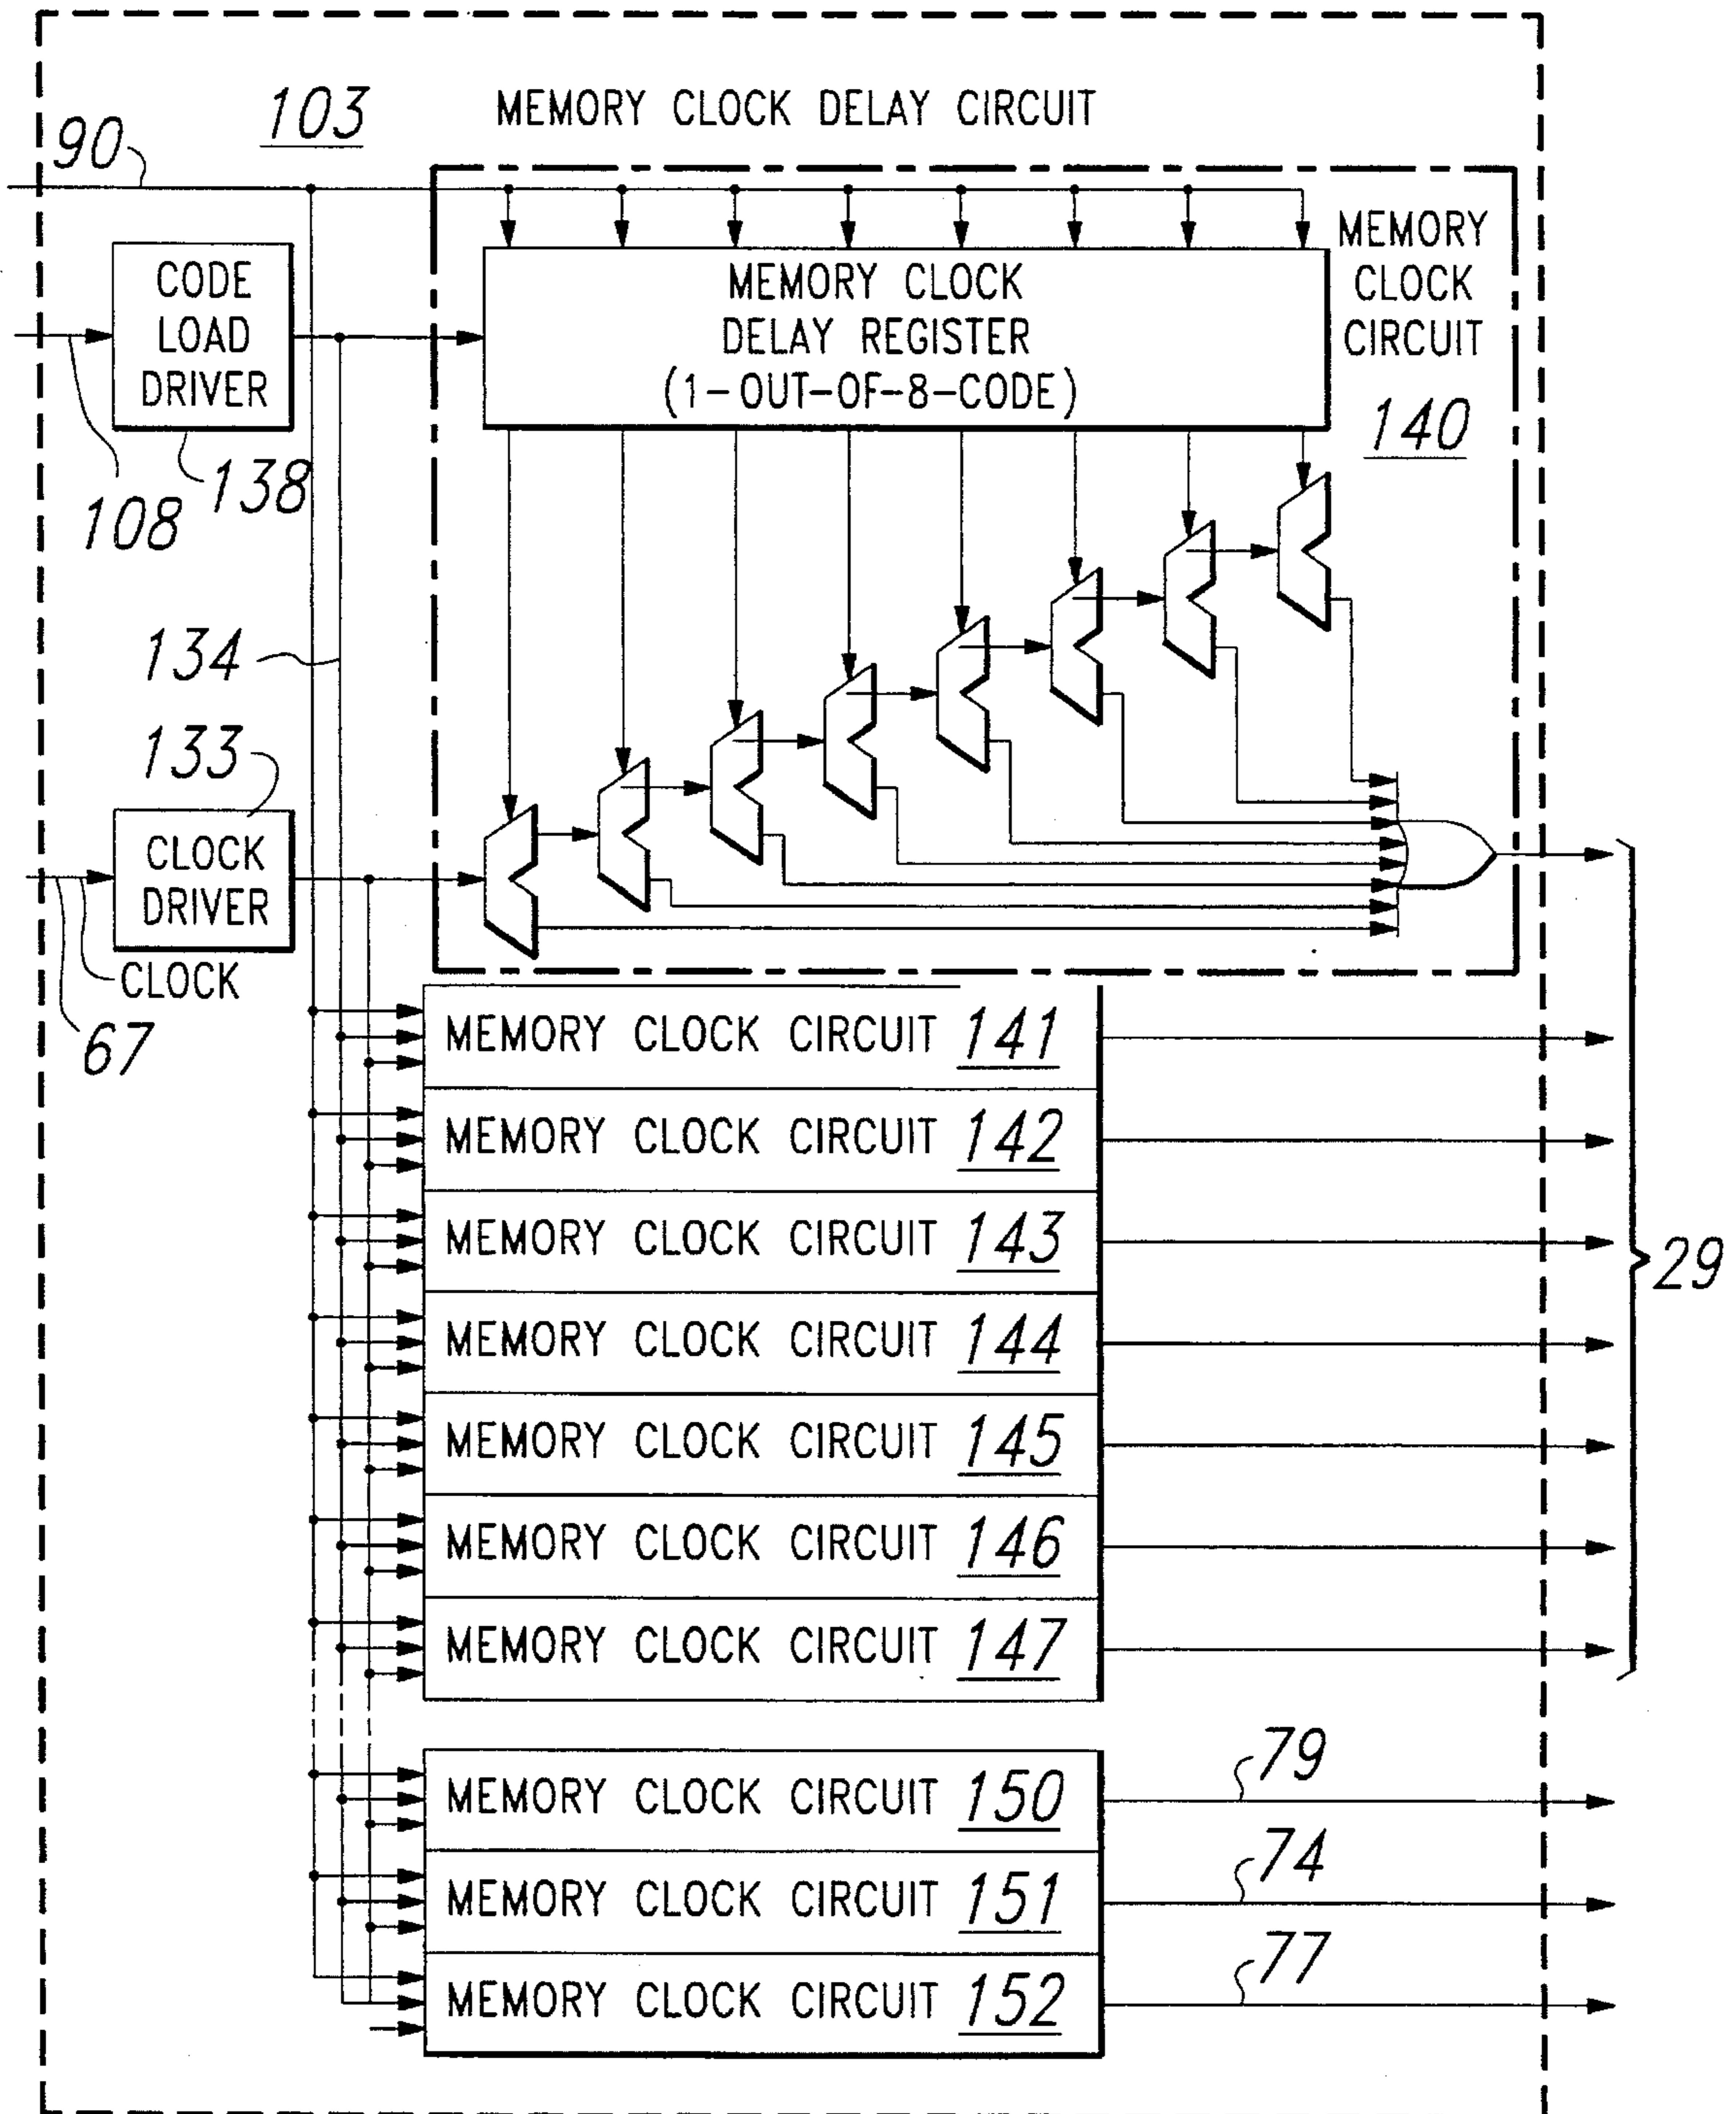 103
MEMORY CLOCK DELAY CIRCUIT
90
CODE
LOAD
DRIVER
MEMORY CLOCK
DELAY REGISTER
(1-OUT-OF-8-CODE)
MEMORY
CLOCK
CIRCUIT
140
138
108
134
133
CLOCK
DRIVER
CLOCK
67
MEMORY CLOCK CIRCUIT 141
MEMORY CLOCK CIRCUIT 142
MEMORY CLOCK CIRCUIT 143
29
MEMORY CLOCK CIRCUIT 144
MEMORY CLOCK CIRCUIT 145
MEMORY CLOCK CIRCUIT 146
MEMORY CLOCK CIRCUIT 147
MEMORY CLOCK CIRCUIT 150
79
MEMORY CLOCK CIRCUIT 151
74
MEMORY CLOCK CIRCUIT 152
77